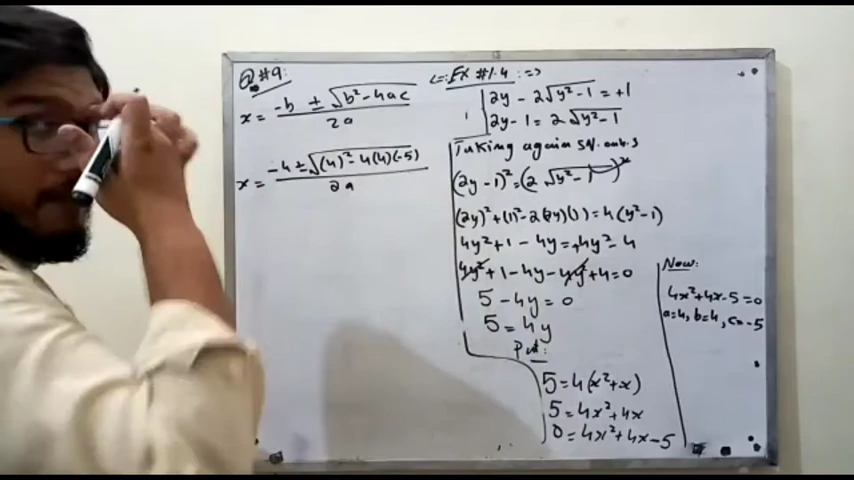 Q #9:
x = -b ± √b² - 4ac / 2a
x = -4 ± √(4)² - 4(4)(-5) / 2a
<=: EX #1.4 : =>
2y - 2√y² - 1 = +1
2y - 1 = 2√y² - 1
Taking again on b.s
(2y - 1)² = (2√y² - 1)²
(2y)² + (1)² - 2(2y)(1) = 4(y² - 1)
4y² + 1 - 4y = 4y² - 4
4y² + 1 - 4y - 4y² + 4 = 0
5 - 4y = 0
5 = 4y
Put:
5 = 4(x² + x)
5 = 4x² + 4x
0 = 4x² + 4x - 5
Now:
4x² + 4x - 5 = 0
a = 4, b = 4, c = -5